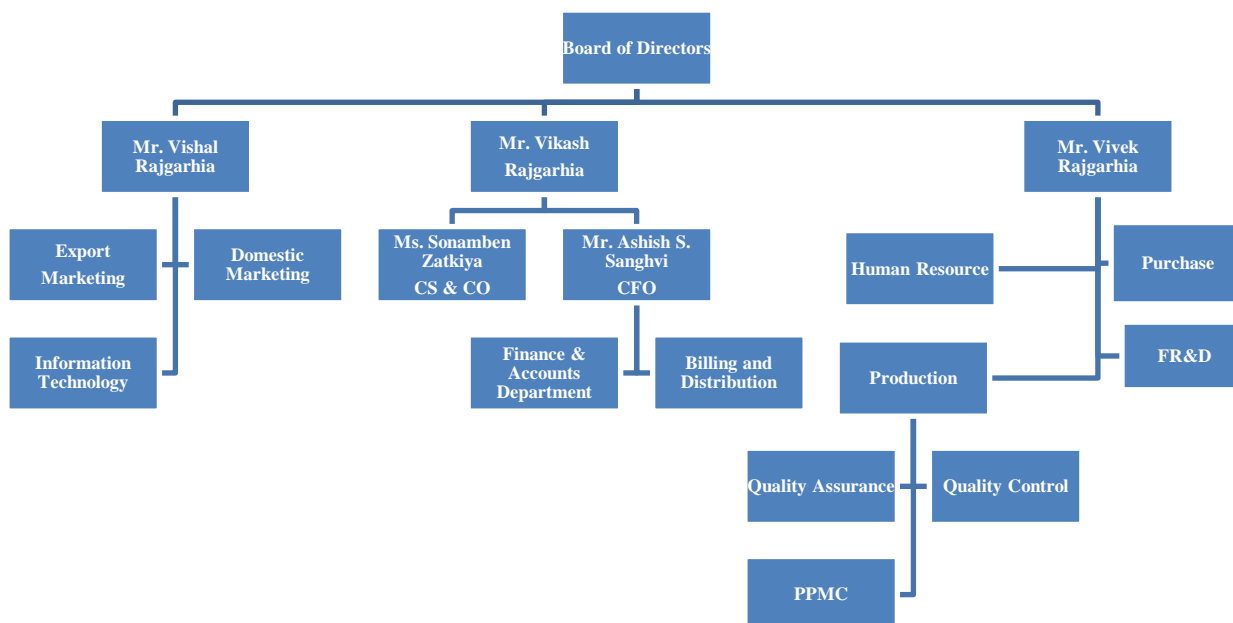 Board of Directors
Mr. Vishal
Rajgarhia
Mr. Vikash
Rajgarhia
Mr. Vivek
Rajgarhia
Export
Marketing
Domestic
Marketing
Ms. Sonamben
Zatkiya
CS & CO
Mr. Ashish S.
Sanghvi
CFO
Human Resource
Purchase
Information
Technology
Finance &
Accounts
Department
Billing and
Distribution
Production
FR&D
Quality Assurance
Quality Control
PPMC